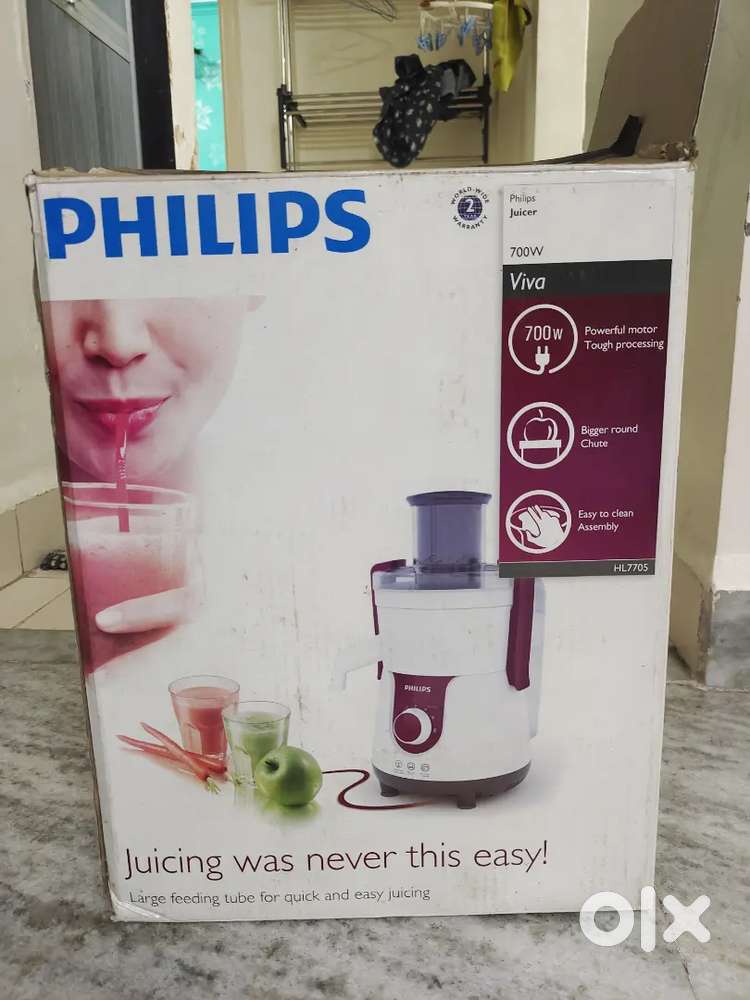 PHILIPS
WORLD-WIDE
2
YEAR
WARRANTY
Philips
Juicer
700W
Viva
700W
Powerful motor
Tough processing
Bigger round
Chute
Easy to clean
Assembly
HL7705
PHILIPS
Juicing was never this easy!
Large feeding tube for quick and easy juicing
olx